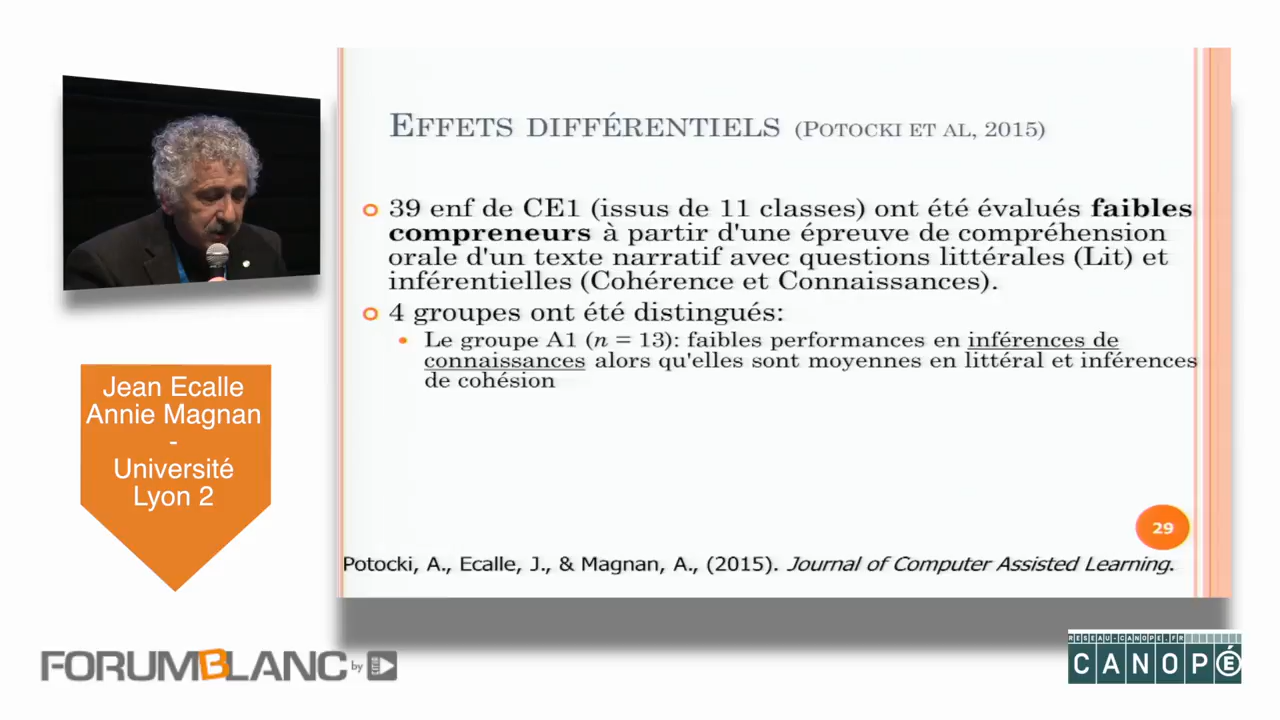 EFFETS DIFFÉRENTIELS (POTOCKI ET AL, 2015)
39 enf de CE1 (issus de 11 classes) ont été évalués faibles
compreneurs à partir d'une épreuve de compréhension
orale d'un texte narratif avec questions littérales (Lit) et
inférentielles (Cohérence et Connaissances).
4 groupes ont été distingués:
Le groupe A1 (n = 13): faibles performances en inférences de
connaissances alors qu'elles sont moyennes en littéral et inférences
de cohésion
29
Potocki, A., Ecalle, J., & Magnan, A., (2015). Journal of Computer Assisted Learning.
Jean Ecalle
Annie Magnan
-
Université
Lyon 2
FORUMBLANC by
RESEAU-CANOPE.FR
CANOPÉ